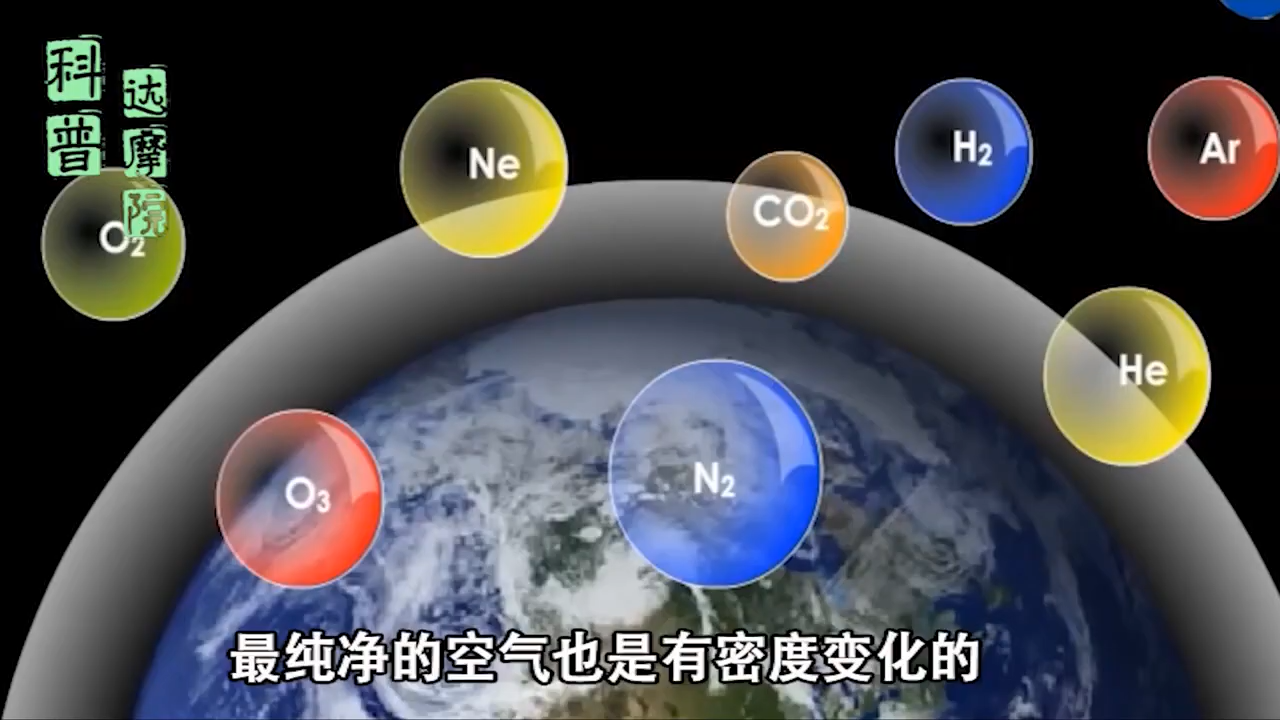 科普
达摩院
Ne
H₂
Ar
CO₂
O₂
He
N₂
O₃
最纯净的空气也是有密度变化的